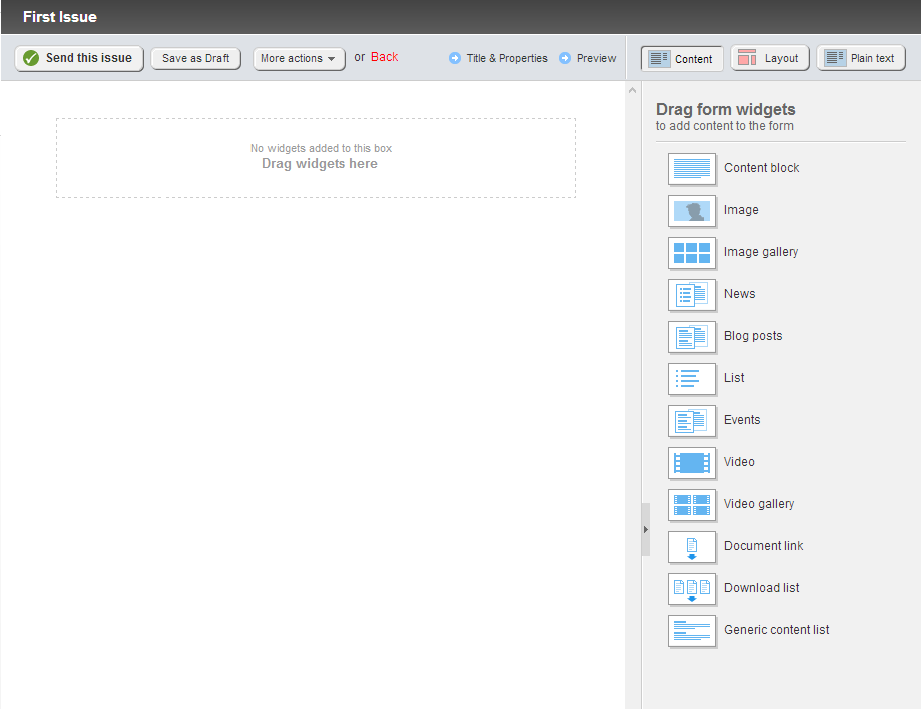 First Issue
Send this issue
Save as Draft
More actions
or Back
Title & Properties
Preview
Content
Layout
Plain text
No widgets added to this box
Drag widgets here
Drag form widgets
to add content to the form
Content block
Image
Image gallery
News
Blog posts
List
Events
Video
Video gallery
Document link
Download list
Generic content list